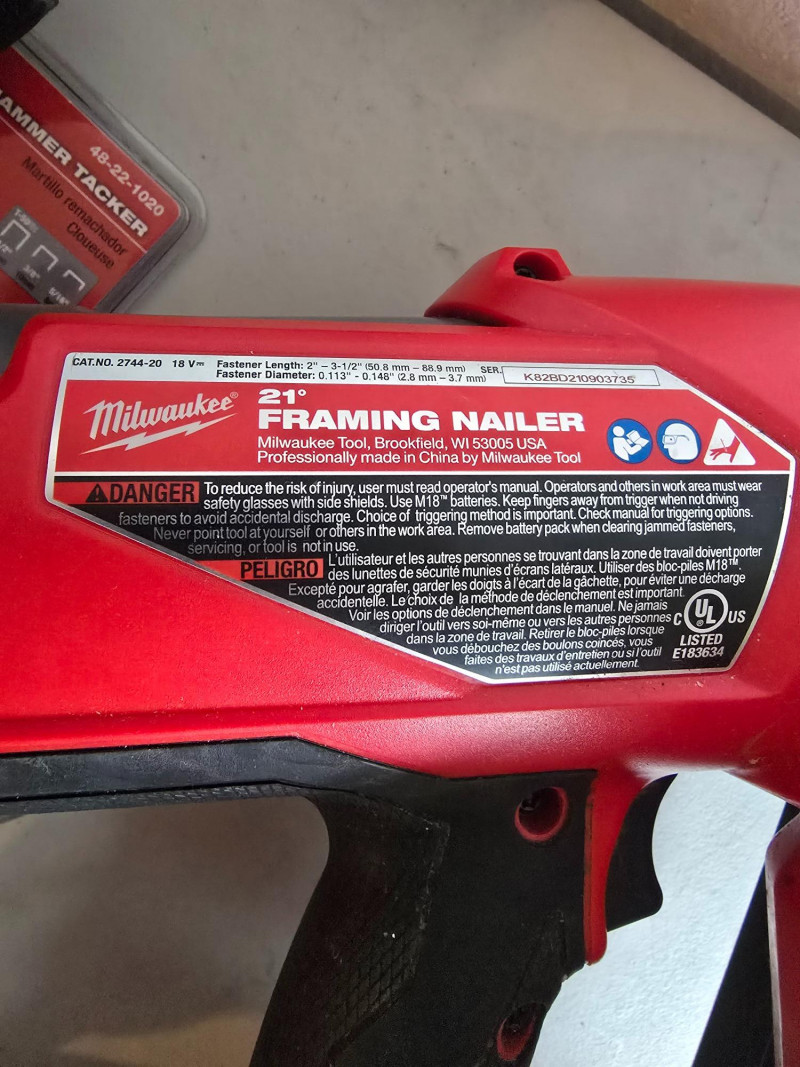 AMMER TACKER
48-22-1020
Martillo remachador
Cloueuse
5/16"
CAT.NO. 2744-20 18 V⎓ Fastener Length: 2" – 3-1/2" (50.8 mm – 88.9 mm) SER.
Fastener Diameter: 0.113" - 0.148" (2.8 mm – 3.7 mm)
K82BD210903735
Milwaukee®
21°
FRAMING NAILER
Milwaukee Tool, Brookfield, WI 53005 USA
Professionally made in China by Milwaukee Tool
DANGER To reduce the risk of injury, user must read operator's manual. Operators and others in work area must wear
safety glasses with side shields. Use M18™ batteries. Keep fingers away from trigger when not driving
fasteners to avoid accidental discharge. Choice of triggering method is important. Check manual for triggering options.
Never point tool at yourself or others in the work area. Remove battery pack when clearing jammed fasteners,
servicing, or tool is not in use.
PELIGRO L'utilisateur et les autres personnes se trouvant dans la zone de travail doivent porter
des lunettes de sécurité munies d'écrans latéraux. Utiliser des bloc-piles M18™.
Excepté pour agrafer, garder les doigts à l'écart de la gâchette, pour éviter une décharge
accidentelle. Le choix de la méthode de déclenchement est important.
Voir les options de déclenchement dans le manuel. Ne jamais
diriger l'outil vers soi-même ou vers les autres personnes
dans la zone de travail. Retirer le bloc-piles lorsque
vous débouchez des boulons coincés, vous
faites des travaux d'entretien ou si l'outil
n'est pas utilisé actuellement.
C UL US
LISTED
E183634